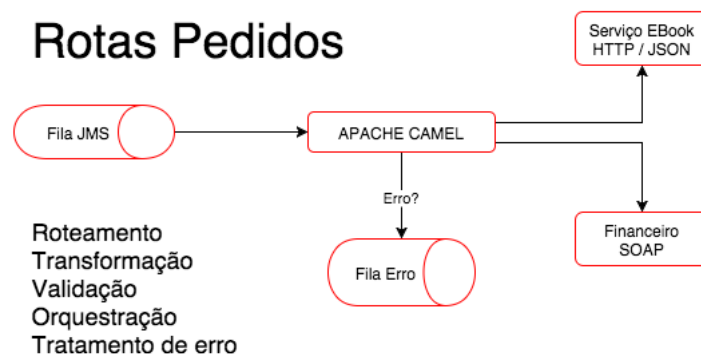 Rotas Pedidos
Serviço EBook
HTTP / JSON
Fila JMS
APACHE CAMEL
Erro?
Financeiro
SOAP
Fila Erro
Roteamento
Transformação
Validação
Orquestração
Tratamento de erro